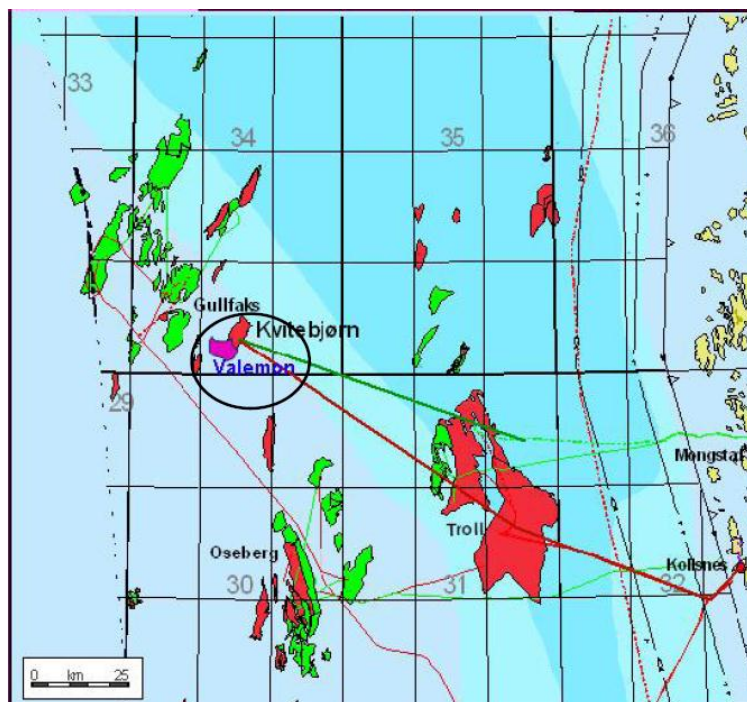 33
34
35
36
Gullfaks
Kvitebjørn
Valemon
29
Mongstad
Troll
Oseberg
30
31
Kollsnes
32
0 km 25